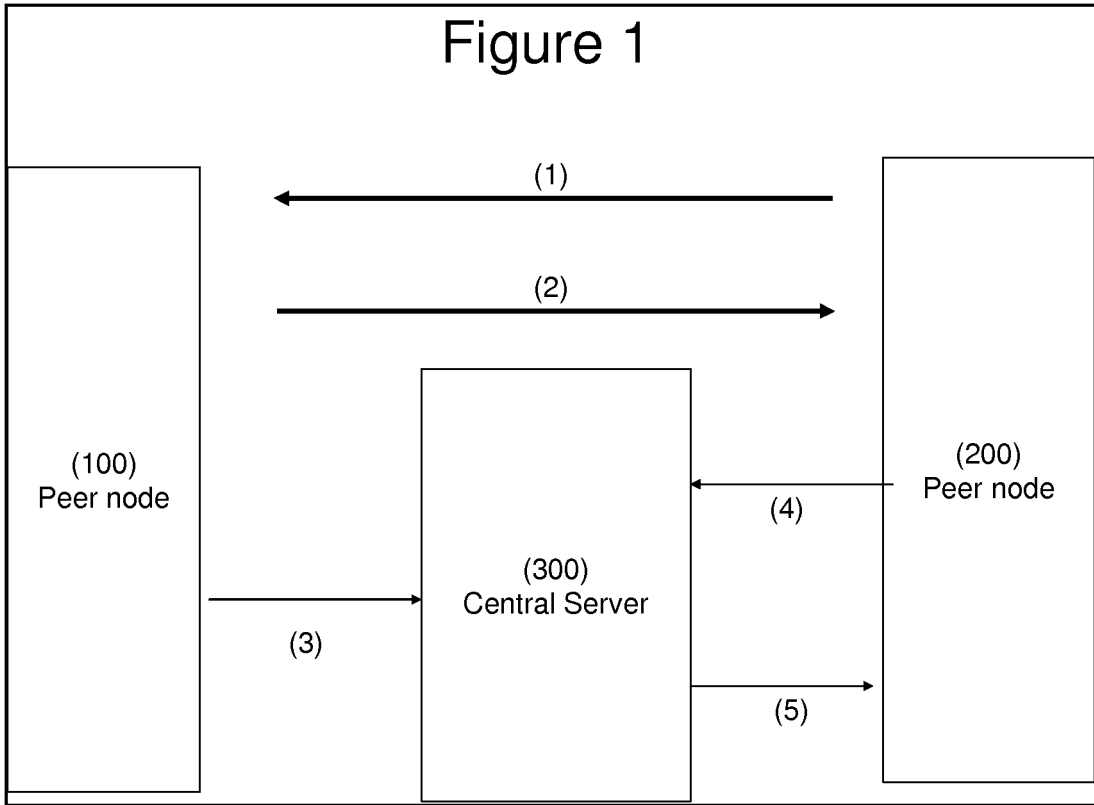 Figure 1
(1)
(2)
(100)
Peer node
(200)
Peer node
(4)
(300)
Central Server
(3)
(5)